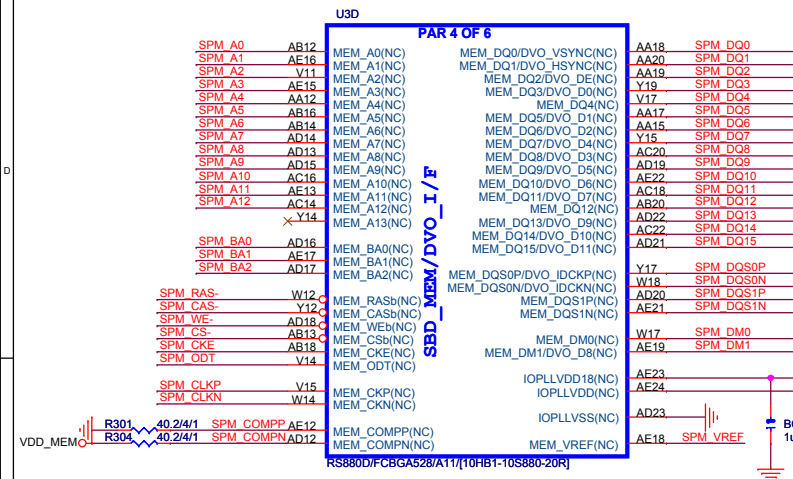 U3D
PAR 4 OF 6
SPM_A0 AB12 MEM_A0(NC) MEM_DQ0/DVO_VSYNC(NC) AA18 SPM_DQ0
SPM_A1 AE16 MEM_A1(NC) MEM_DQ1/DVO_HSYNC(NC) AA20 SPM_DQ1
SPM_A2 V11 MEM_A2(NC) MEM_DQ2/DVO_DE(NC) AA19 SPM_DQ2
SPM_A3 AE15 MEM_A3(NC) MEM_DQ3/DVO_D0(NC) Y19 SPM_DQ3
SPM_A4 AA12 MEM_A4(NC) MEM_DQ4(NC) V17 SPM_DQ4
SPM_A5 AB16 MEM_A5(NC) MEM_DQ5/DVO_D1(NC) AA17 SPM_DQ5
SPM_A6 AB14 MEM_A6(NC) MEM_DQ6/DVO_D2(NC) AA15 SPM_DQ6
SPM_A7 AD14 MEM_A7(NC) MEM_DQ7/DVO_D4(NC) Y15 SPM_DQ7
SPM_A8 AD13 MEM_A8(NC) MEM_DQ8/DVO_D3(NC) AC20 SPM_DQ8
SPM_A9 AD15 MEM_A9(NC) MEM_DQ9/DVO_D5(NC) AD19 SPM_DQ9
SPM_A10 AC16 MEM_A10(NC) MEM_DQ10/DVO_D6(NC) AE22 SPM_DQ10
SPM_A11 AE13 MEM_A11(NC) MEM_DQ11/DVO_D7(NC) AC18 SPM_DQ11
SPM_A12 AC14 MEM_A12(NC) MEM_DQ12(NC) AB20 SPM_DQ12
Y14 MEM_A13(NC) MEM_DQ13/DVO_D9(NC) AD22 SPM_DQ13
MEM_DQ14/DVO_D10(NC) AC22 SPM_DQ14
SPM_BA0 AD16 MEM_BA0(NC) MEM_DQ15/DVO_D11(NC) AD21 SPM_DQ15
SPM_BA1 AE17 MEM_BA1(NC)
SPM_BA2 AD17 MEM_BA2(NC) MEM_DQS0P/DVO_IDCKP(NC) Y17 SPM_DQS0P
MEM_DQS0N/DVO_IDCKN(NC) W18 SPM_DQS0N
SPM_RAS- W12 MEM_RASb(NC) MEM_DQS1P(NC) AD20 SPM_DQS1P
SPM_CAS- Y12 MEM_CASb(NC) MEM_DQS1N(NC) AE21 SPM_DQS1N
SPM_WE- AD18 MEM_WEb(NC)
SPM_CS- AB13 MEM_CSb(NC) MEM_DM0(NC) W17 SPM_DM0
SPM_CKE AB18 MEM_CKE(NC) MEM_DM1/DVO_D8(NC) AE19 SPM_DM1
SPM_ODT V14 MEM_ODT(NC)
IOPLLVDD18(NC) AE23
SPM_CLKP V15 MEM_CKP(NC) IOPLLVDD(NC) AE24
SPM_CLKN W14 MEM_CKN(NC)
IOPLLVSS(NC) AD23
R301 40.2/4/1 SPM_COMPP AE12 MEM_COMPP(NC)
VDD_MEM R304 40.2/4/1 SPM_COMPN AD12 MEM_COMPN(NC) MEM_VREF(NC) AE18 SPM_VREF
SBD_MEM/DVO_I/F
RS880D/FCBGA528/A11/[10HB1-10S880-20R]
D